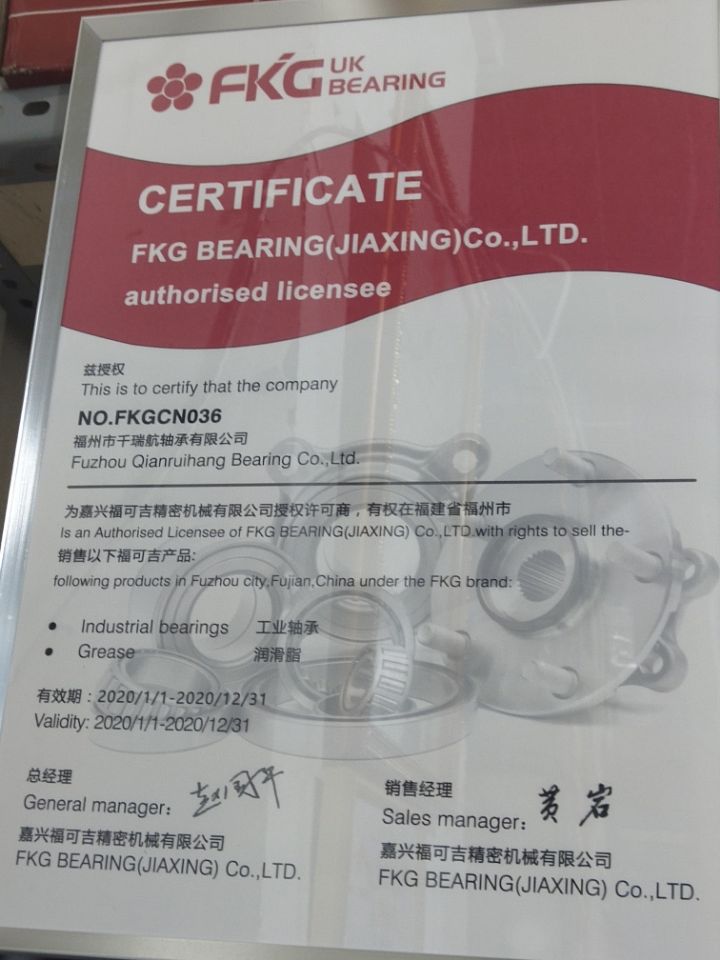 FKG UK BEARING
CERTIFICATE
FKG BEARING(JIAXING)Co.,LTD.
authorised licensee
兹授权
This is to certify that the company
NO.FKGCN036
福州市千瑞航轴承有限公司
Fuzhou Qianruihang Bearing Co.,Ltd.
为嘉兴福可吉精密机械有限公司授权许可商，有权在福建省福州市
Is an Authorised Licensee of FKG BEARING(JIAXING) Co.,LTD.with rights to sell the-
销售以下福可吉产品:
following products in Fuzhou city,Fujian,China under the FKG brand:
• Industrial bearings 工业轴承
• Grease 润滑脂
有效期：2020/1/1-2020/12/31
Validity: 2020/1/1-2020/12/31
总经理
General manager:
嘉兴福可吉精密机械有限公司
FKG BEARING(JIAXING) Co.,LTD.
销售经理
Sales manager: 黄岩
嘉兴福可吉精密机械有限公司
FKG BEARING(JIAXING) Co.,LTD.